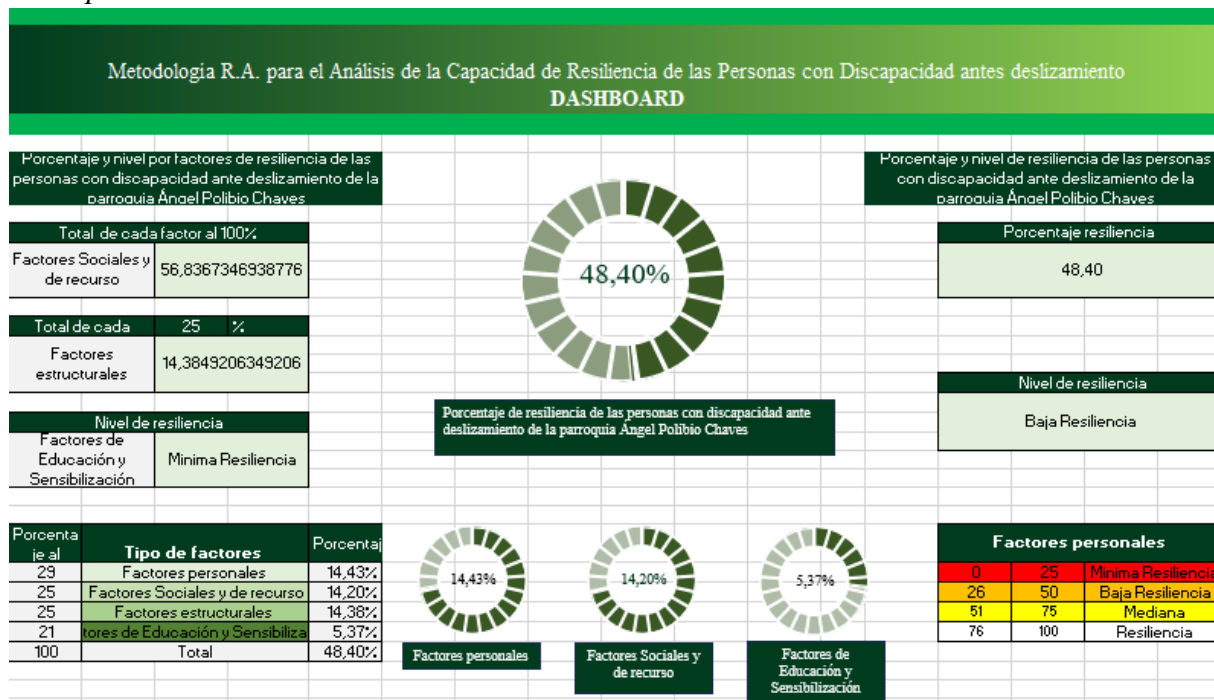 Metodología R.A. para el Análisis de la Capacidad de Resiliencia de las Personas con Discapacidad antes deslizamiento
DASHBOARD
Porcentaje y nivel por factores de resiliencia de las
personas con discapacidad ante deslizamiento de la
parroquia Ángel Polibio Chaves
Total de cada factor al 100%
Factores Sociales y
de recurso
56,8367346938776
Total de cada
25
%
Factores
estructurales
14,3849206349206
Nivel de resiliencia
Factores de
Educación y
Sensibilización
Minima Resiliencia
48,40%
Porcentaje de resiliencia de las personas con discapacidad ante
deslizamiento de la parroquia Ángel Polibio Chaves
Porcentaje y nivel de resiliencia de las personas
con discapacidad ante deslizamiento de la
parroquia Ángel Polibio Chaves
Porcentaje resiliencia
48,40
Nivel de resiliencia
Baja Resiliencia
Porcenta
je al
Tipo de factores
Porcentaj
29 Factores personales 14,43%
25 Factores Sociales y de recurso 14,20%
25 Factores estructurales 14,38%
21 tores de Educación y Sensibiliza 5,37%
100 Total 48,40%
14,43%
Factores personales
14,20%
Factores Sociales y
de recurso
5,37%
Factores de
Educación y
Sensibilización
Factores personales
0 25 Minima Resiliencia
26 50 Baja Resiliencia
51 75 Mediana
76 100 Resiliencia